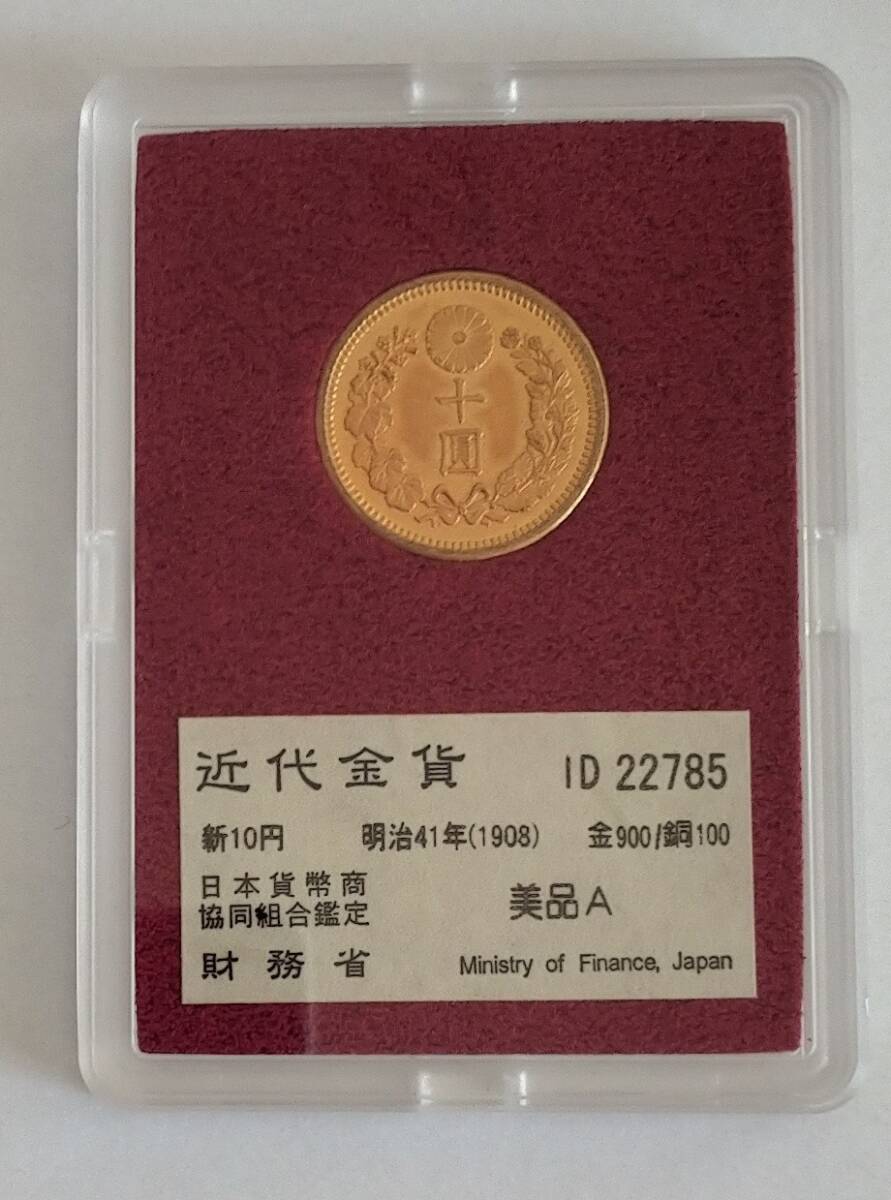 十
圓
近代金貨 ID 22785
新10円 明治41年(1908) 金900/銅100
日本貨幣商
協同組合鑑定 美品A
財務省 Ministry of Finance, Japan